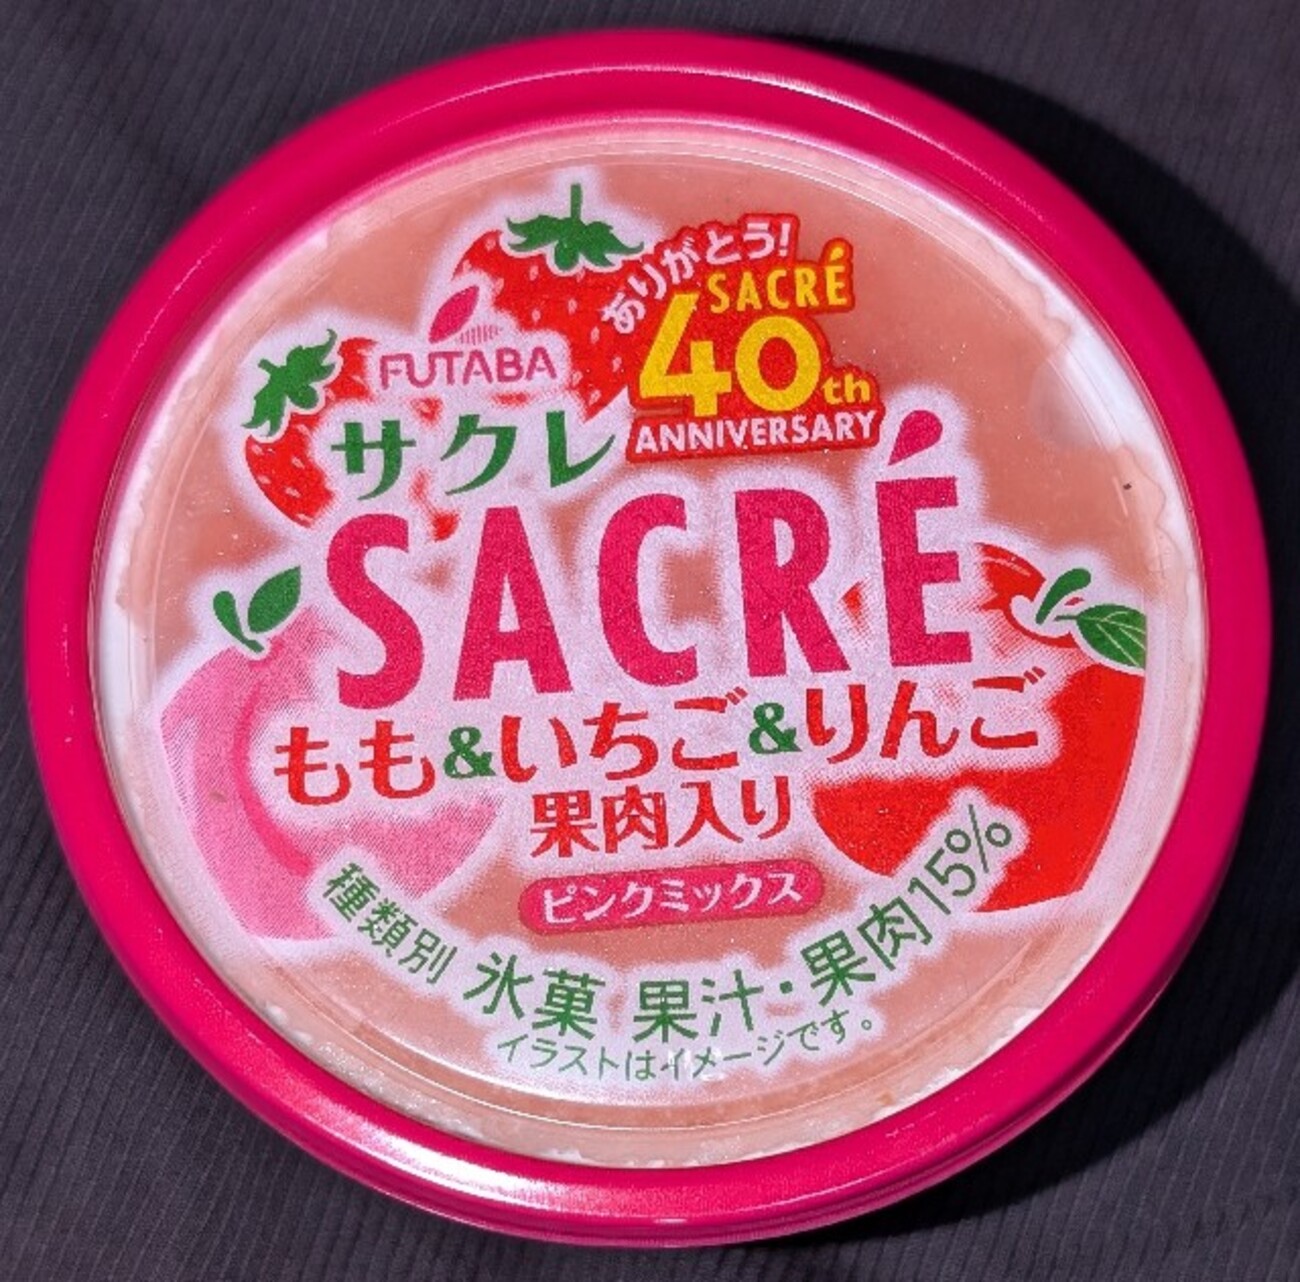 ありがとう!
SACRÉ
40th
ANNIVERSARY
FUTABA
サクレ
SACRÉ
もも&いちご&りんご
果肉入り
ピンクミックス
種類別 氷菓 果汁・果肉15%
イラストはイメージです。